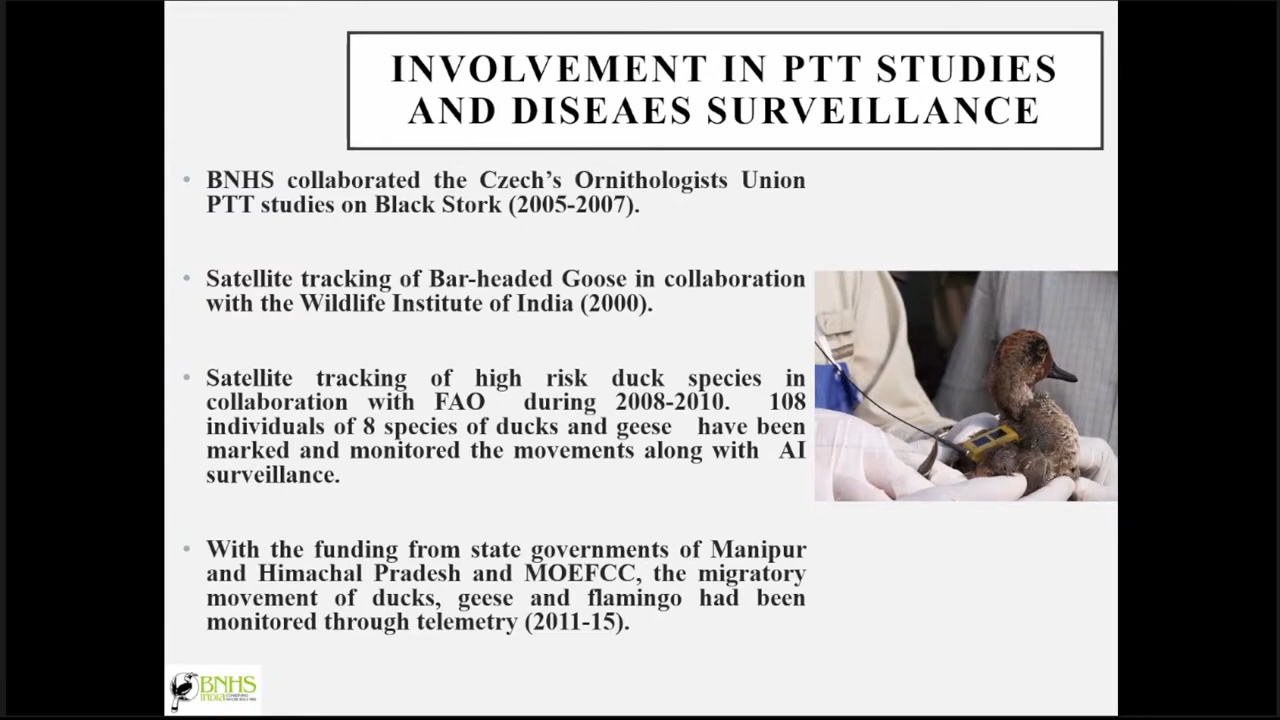 INVOLVEMENT IN PTT STUDIES
AND DISEAES SURVEILLANCE
• BNHS collaborated the Czech’s Ornithologists Union
PTT studies on Black Stork (2005-2007).
• Satellite tracking of Bar-headed Goose in collaboration
with the Wildlife Institute of India (2000).
• Satellite tracking of high risk duck species in
collaboration with FAO during 2008-2010. 108
individuals of 8 species of ducks and geese have been
marked and monitored the movements along with AI
surveillance.
• With the funding from state governments of Manipur
and Himachal Pradesh and MOEFCC, the migratory
movement of ducks, geese and flamingo had been
monitored through telemetry (2011-15).
BNHS
INDIA